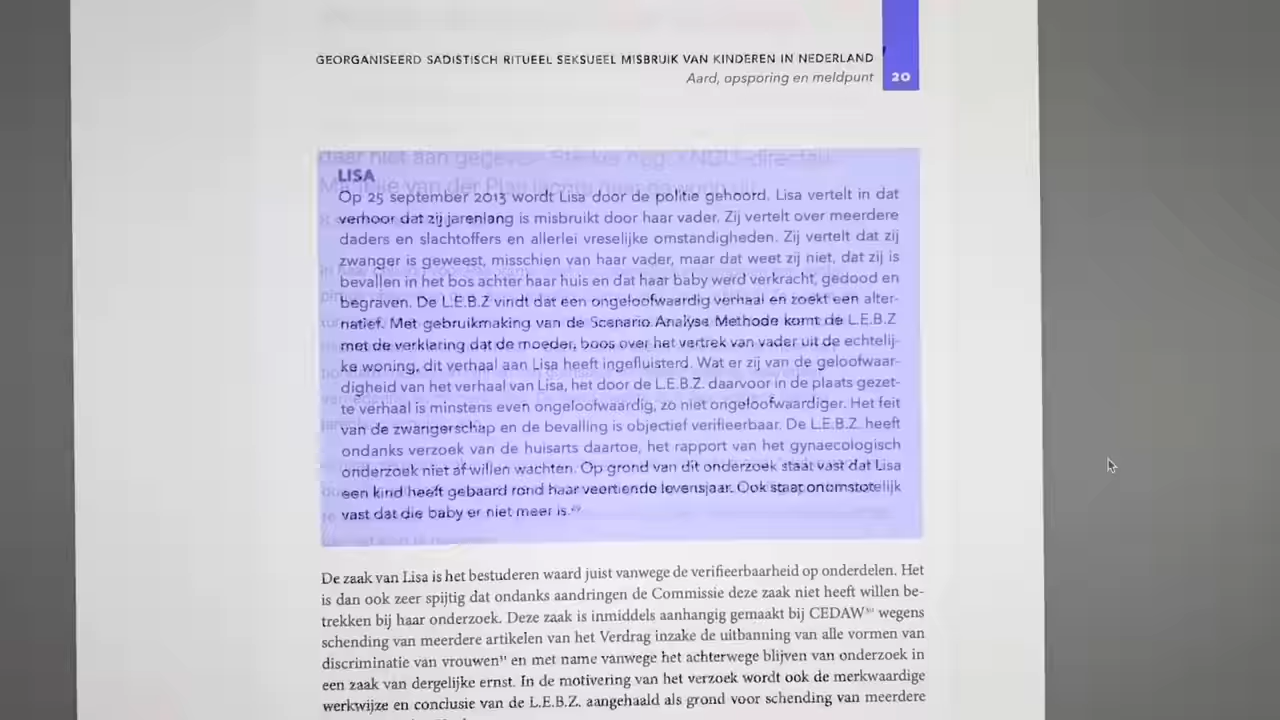 GEORGANISEERD SADISTISCH RITUEEL SEKSUEEL MISBRUIK VAN KINDEREN IN NEDERLAND
Aard, opsporing en meldpunt
20
LISA
Op 25 september 2013 wordt Lisa door de politie gehoord. Lisa vertelt in dat
verhoor dat zij jarenlang is misbruikt door haar vader. Zij vertelt over meerdere
daders en slachtoffers en allerlei vreselijke omstandigheden. Zij vertelt dat zij
zwanger is geweest, misschien van haar vader, maar dat weet zij niet, dat zij is
bevallen in het bos achter haar huis en dat haar baby werd verkracht, gedood en
begraven. De L.E.B.Z vindt dat een ongeloofwaardig verhaal en zoekt een alter-
natief. Met gebruikmaking van de Scenario Analyse Methode komt de L.E.B.Z
met de verklaring dat de moeder, boos over het vertrek van vader uit de echtelij-
ke woning, dit verhaal aan Lisa heeft ingefluisterd. Wat er zij van de geloofwaar-
digheid van het verhaal van Lisa, het door de L.E.B.Z. daarvoor in de plaats gezet-
te verhaal is minstens even ongeloofwaardig, zo niet ongeloofwaardiger. Het feit
van de zwangerschap en de bevalling is objectief verifieerbaar. De L.E.B.Z. heeft
ondanks verzoek van de huisarts daartoe, het rapport van het gynaecologisch
onderzoek niet af willen wachten. Op grond van dit onderzoek staat vast dat Lisa
een kind heeft gebaard rond haar veertiende levensjaar. Ook staat onomstotelijk
vast dat die baby er niet meer is.
De zaak van Lisa is het bestuderen waard juist vanwege de verifieerbaarheid op onderdelen. Het
is dan ook zeer spijtig dat ondanks aandringen de Commissie deze zaak niet heeft willen be-
trekken bij haar onderzoek. Deze zaak is inmiddels aanhangig gemaakt bij CEDAW wegens
schending van meerdere artikelen van het Verdrag inzake de uitbanning van alle vormen van
discriminatie van vrouwen en met name vanwege het achterwege blijven van onderzoek in
een zaak van dergelijke ernst. In de motivering van het verzoek wordt ook de merkwaardige
werkwijze en conclusie van de L.E.B.Z. aangehaald als grond voor schending van meerdere